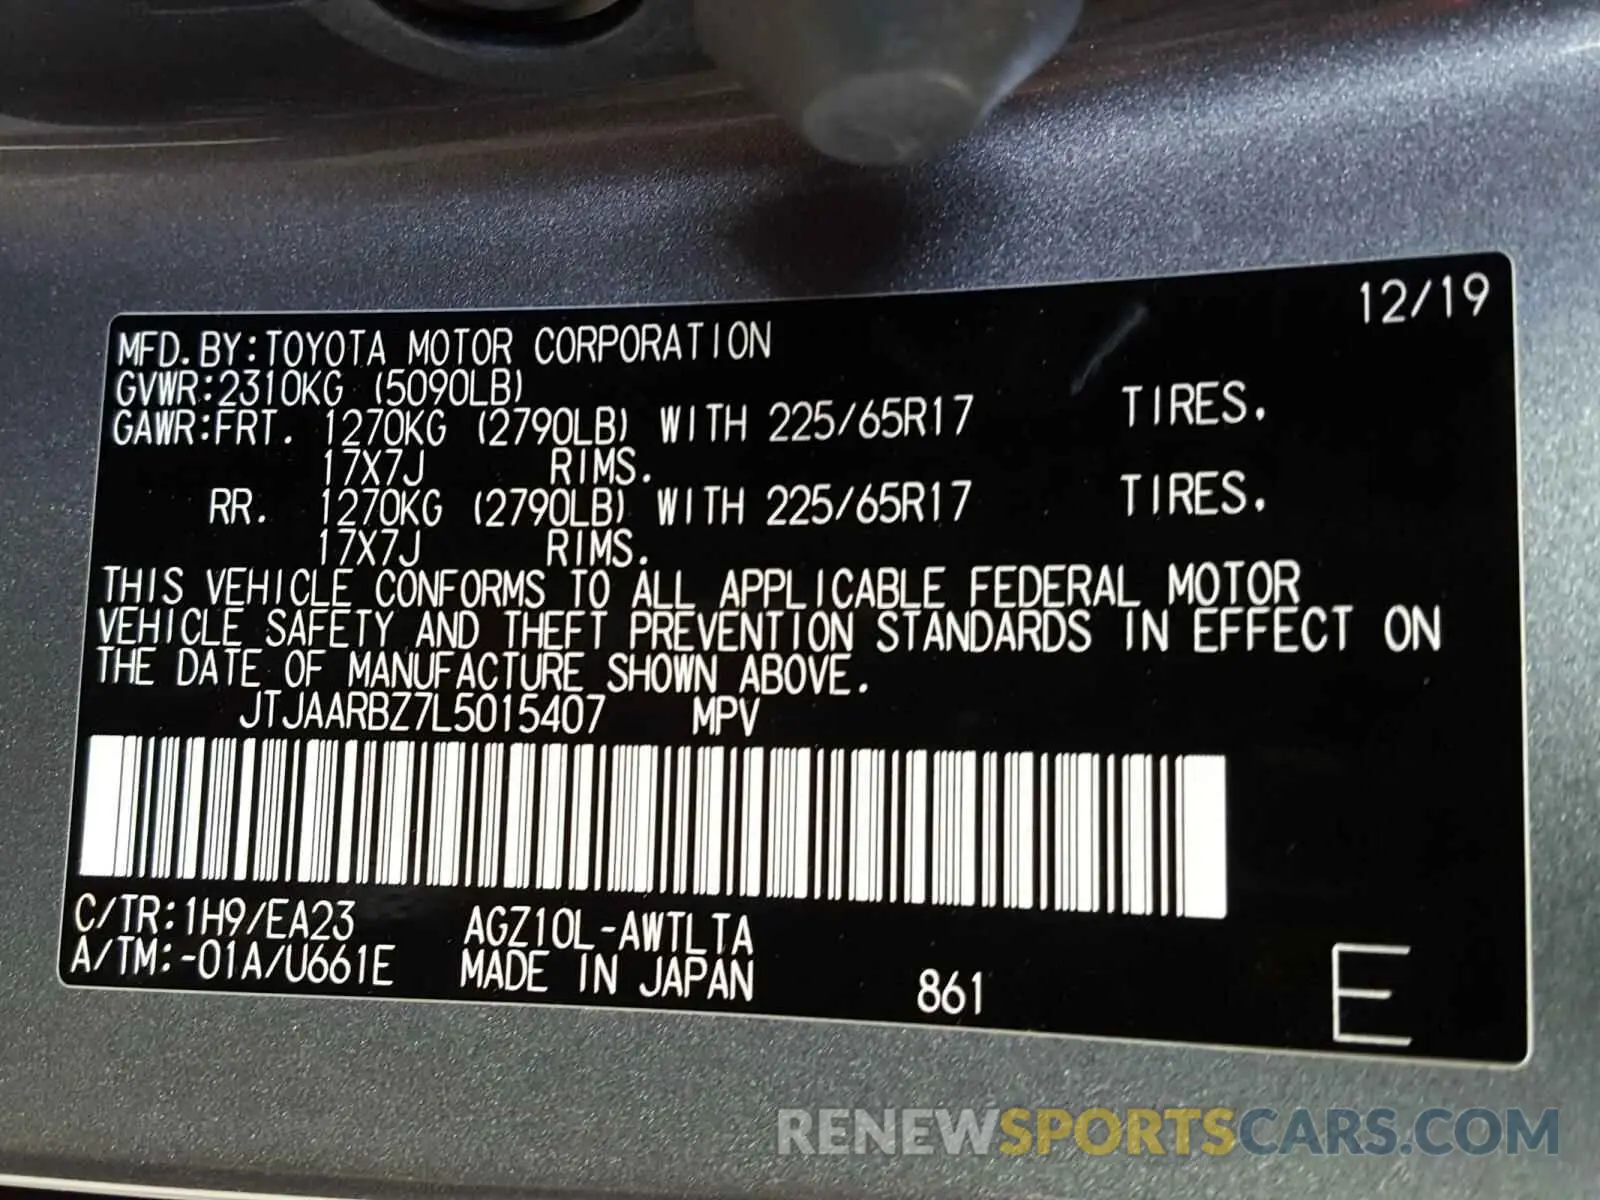 12/19
MFD.BY:TOYOTA MOTOR CORPORATION
GVWR:2310KG (5090LB)
GAWR:FRT. 1270KG (2790LB) WITH 225/65R17 TIRES.
17X7J RIMS.
RR. 1270KG (2790LB) WITH 225/65R17 TIRES.
17X7J RIMS.
THIS VEHICLE CONFORMS TO ALL APPLICABLE FEDERAL MOTOR
VEHICLE SAFETY AND THEFT PREVENTION STANDARDS IN EFFECT ON
THE DATE OF MANUFACTURE SHOWN ABOVE.
JTJAARBZ7L5015407 MPV
C/TR:1H9/EA23 AGZ10L-AWTLTA
A/TM:-01A/U661E MADE IN JAPAN 861 E
RENEWSPORTSCARS.COM